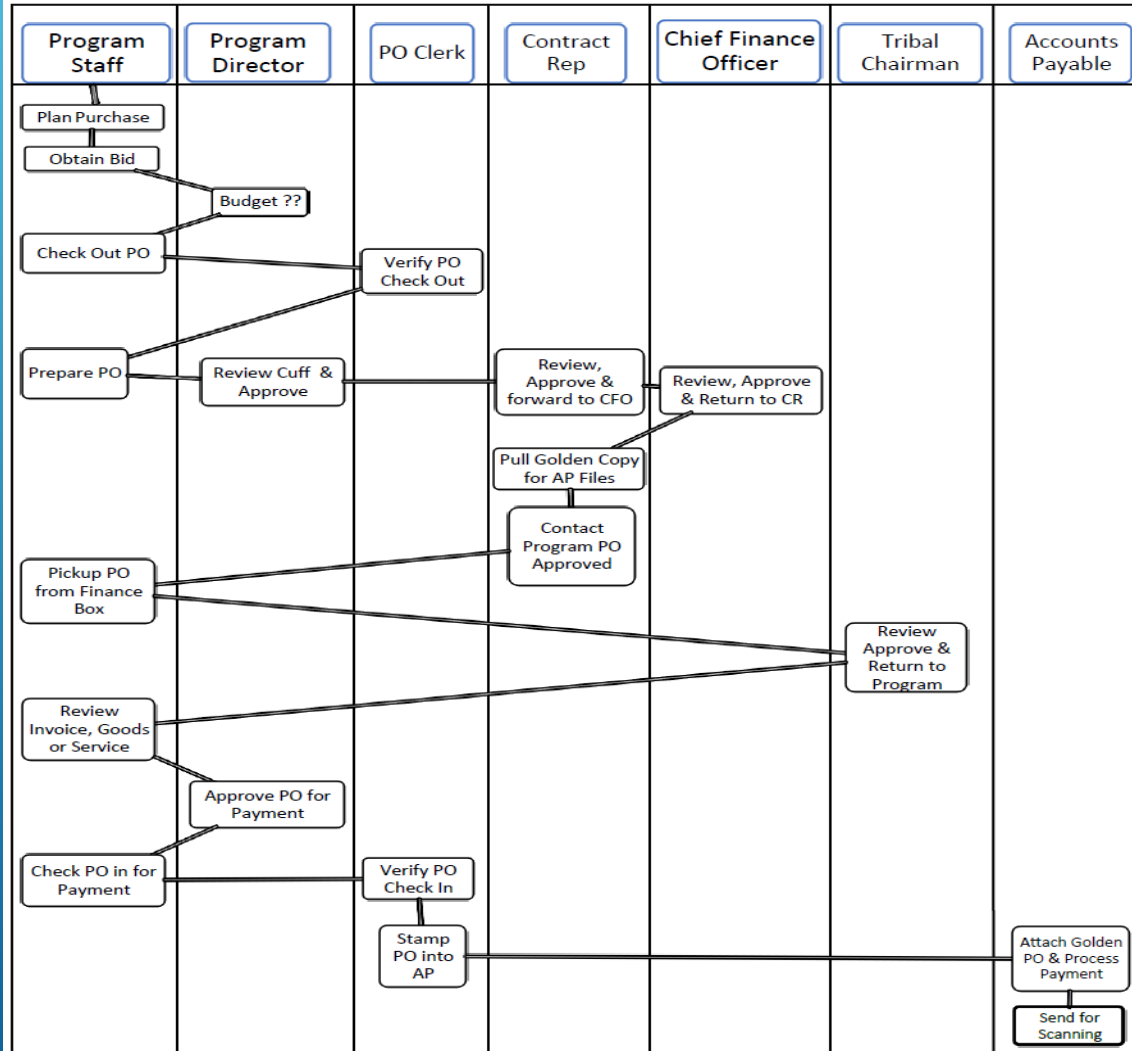 Program
Staff
Program
Director
PO Clerk
Contract
Rep
Chief Finance
Officer
Tribal
Chairman
Accounts
Payable
Plan Purchase
Obtain Bid
Budget ??
Check Out PO
Verify PO
Check Out
Prepare PO
Review Cuff &
Approve
Review,
Approve &
forward to CFO
Review, Approve
& Return to CR
Pull Golden Copy
for AP Files
Contact
Program PO
Approved
Pickup PO
from Finance
Box
Review
Approve &
Return to
Program
Review
Invoice, Goods
or Service
Approve PO for
Payment
Check PO in for
Payment
Verify PO
Check In
Stamp
PO into
AP
Attach Golden
PO & Process
Payment
Send for
Scanning